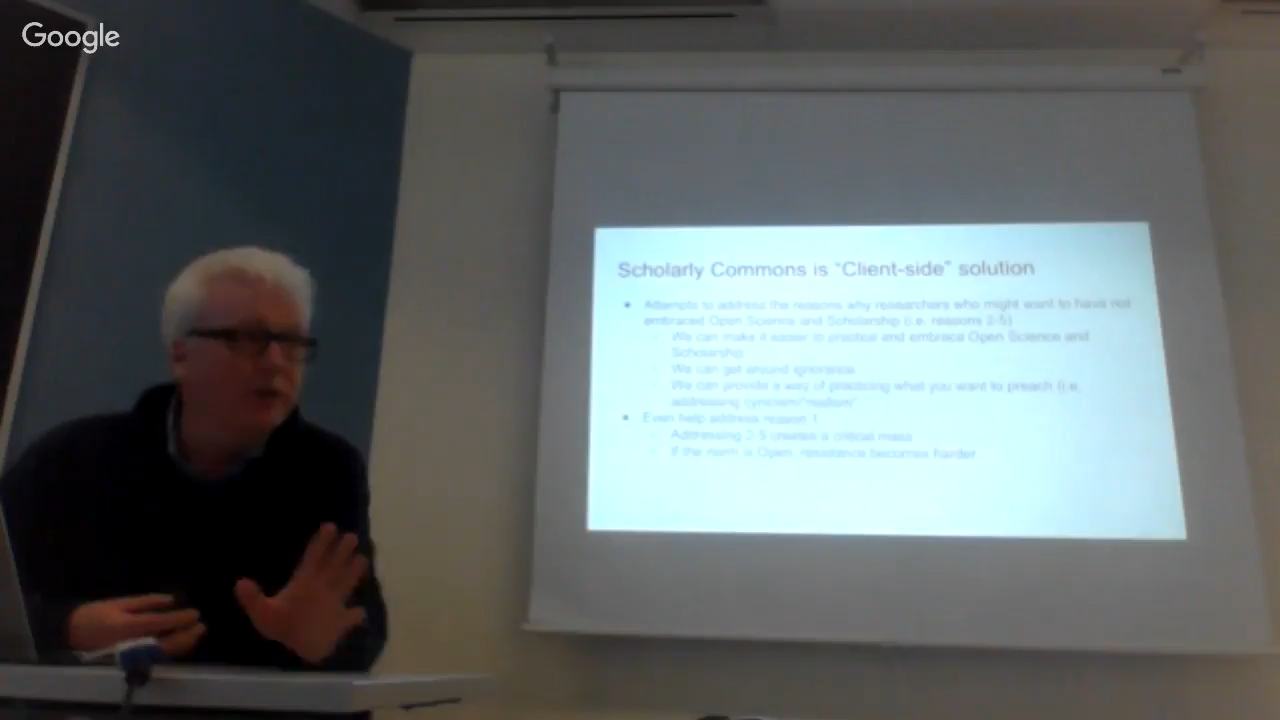 Google
Scholarly Commons is "Client-side" solution
Attempts to address the reasons why researchers who might want to have not
embraced Open Science and Scholarship (i.e. reasons 2-5)
We can make it easier to practical and embrace Open Science and
Scholarship
We can get around ignorance
We can provide a way of practicing what you want to preach (i.e.
addressing cynicism/"realism"
Even help address reason 1
Addressing 2-5 creates a critical mass
If the norm is Open, resistance becomes harder